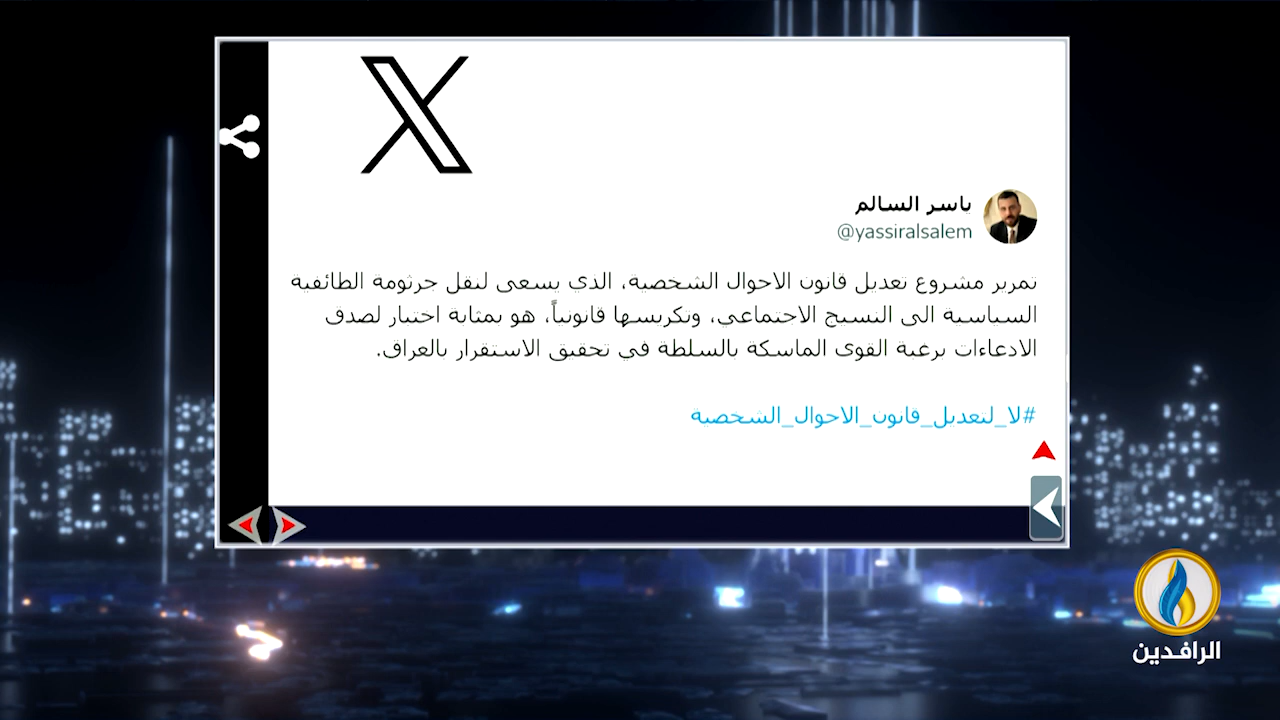 ياسر السالم
@yassiralsalem
تمرير مشروع تعديل قانون الاحوال الشخصية، الذي يسعى لنقل جرثومة الطائفية
السياسية الى النسيج الاجتماعي، وتكريسها قانونياً، هو بمثابة اختبار لصدق
الادعاءات برغبة القوى الماسكة بالسلطة في تحقيق الاستقرار بالعراق.
#لا_لتعديل_قانون_الاحوال_الشخصية
الرافدين